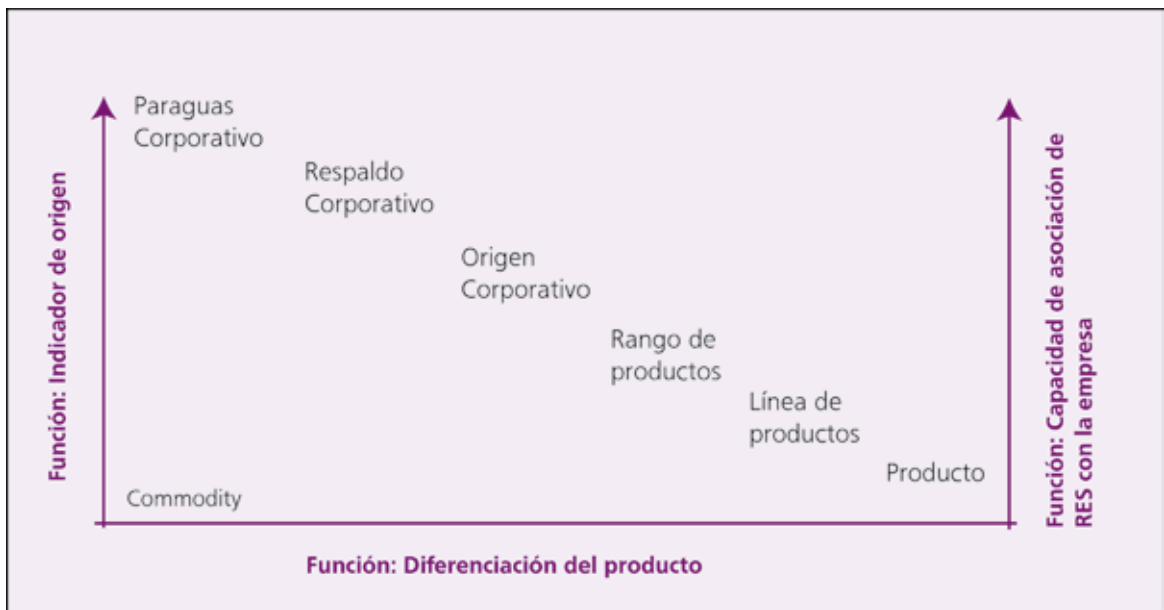 Paraguas
Corporativo
Respaldo
Corporativo
Origen
Corporativo
Rango de
productos
Línea de
productos
Producto
Commodity
Función: Indicador de origen
Función: Capacidad de asociación de
RES con la empresa
Función: Diferenciación del producto